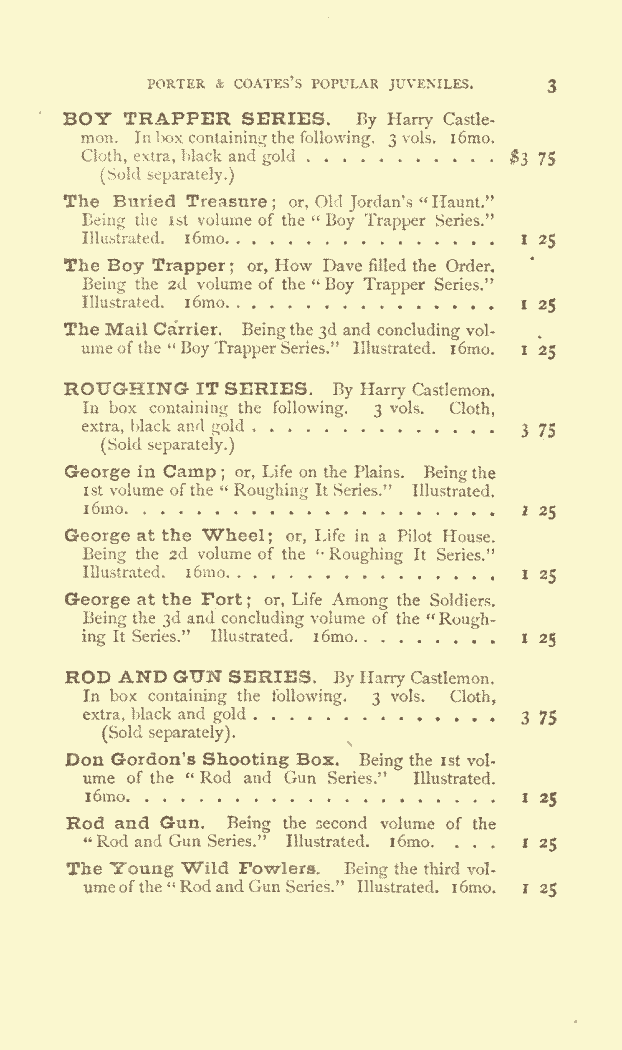 PORTER & COATES'S POPULAR JUVENILES. 3
BOY TRAPPER SERIES. By Harry Castle-
mon. In box containing the following. 3 vols. 16mo.
Cloth, extra, black and gold . . . . . . . . . . . $3 75
(Sold separately.)
The Buried Treasure; or, Old Jordan's "Haunt."
Being the 1st volume of the "Boy Trapper Series."
Illustrated. 16mo. . . . . . . . . . . . . . . . 1 25
The Boy Trapper; or, How Dave filled the Order.
Being the 2d volume of the "Boy Trapper Series."
Illustrated. 16mo. . . . . . . . . . . . . . . . 1 25
The Mail Carrier. Being the 3d and concluding vol-
ume of the "Boy Trapper Series." Illustrated. 16mo. 1 25
ROUGHING IT SERIES. By Harry Castlemon.
In box containing the following. 3 vols. Cloth,
extra, black and gold . . . . . . . . . . . . . . 3 75
(Sold separately.)
George in Camp; or, Life on the Plains. Being the
1st volume of the "Roughing It Series." Illustrated.
16mo. . . . . . . . . . . . . . . . . . . . . 1 25
George at the Wheel; or, Life in a Pilot House.
Being the 2d volume of the "Roughing It Series."
Illustrated. 16mo. . . . . . . . . . . . . . . . 1 25
George at the Fort; or, Life Among the Soldiers.
Being the 3d and concluding volume of the "Rough-
ing It Series." Illustrated. 16mo. . . . . . . . . 1 25
ROD AND GUN SERIES. By Harry Castlemon.
In box containing the following. 3 vols. Cloth,
extra, black and gold . . . . . . . . . . . . . . 3 75
(Sold separately).
Don Gordon's Shooting Box. Being the 1st vol-
ume of the "Rod and Gun Series." Illustrated.
16mo. . . . . . . . . . . . . . . . . . . . . 1 25
Rod and Gun. Being the second volume of the
"Rod and Gun Series." Illustrated. 16mo. . . . 1 25
The Young Wild Fowlers. Being the third vol-
ume of the "Rod and Gun Series." Illustrated. 16mo. 1 25